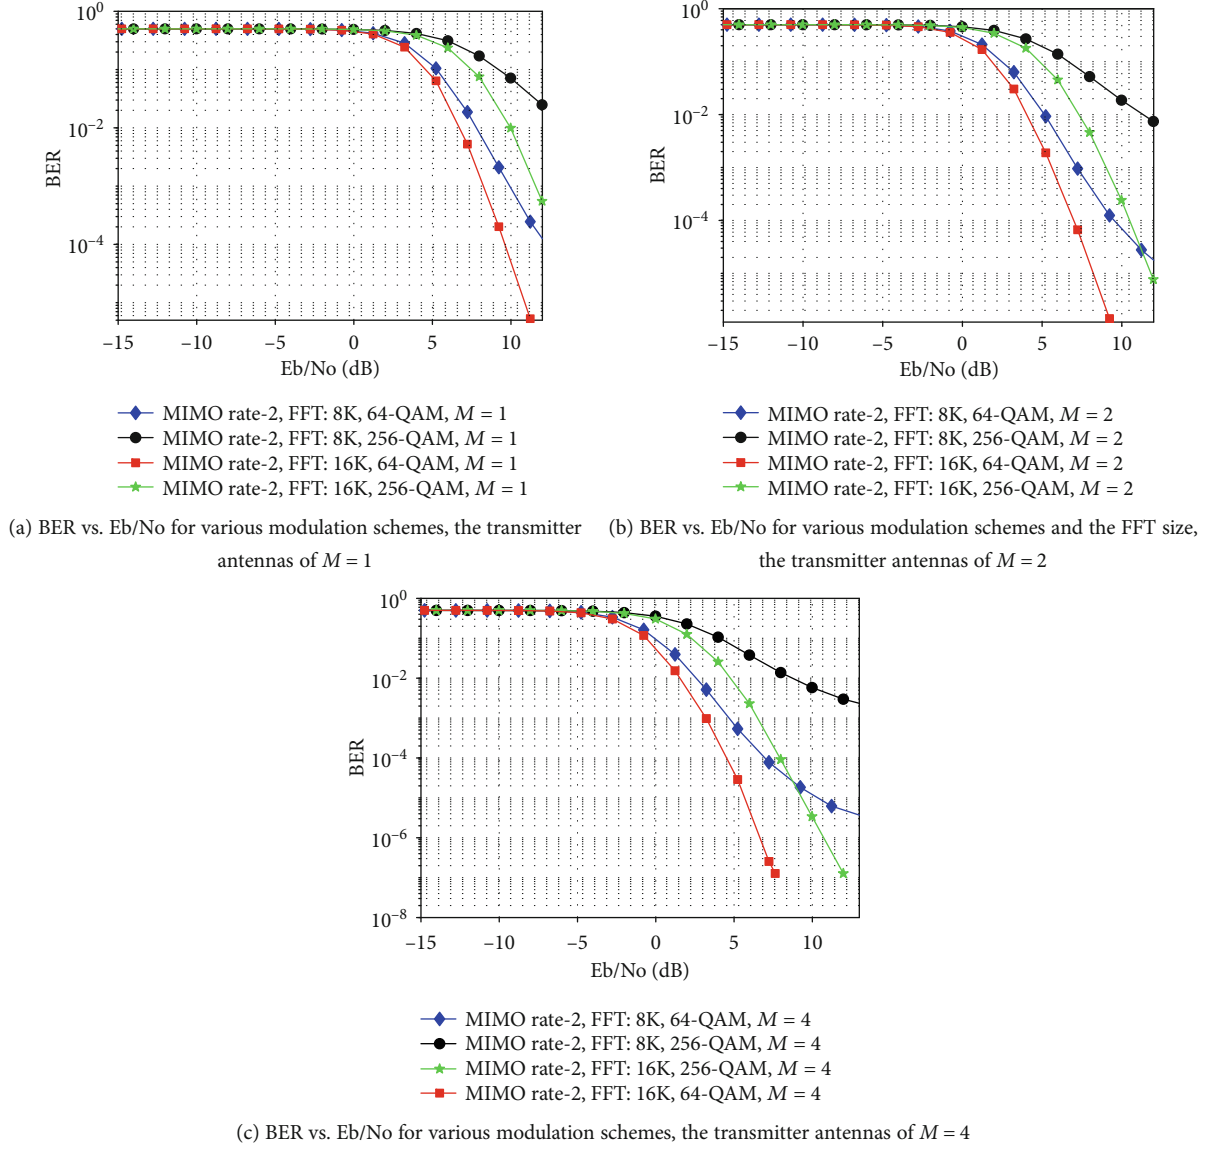 10^0
10^-2
10^-4
BER
-15 -10 -5 0 5 10
Eb/No (dB)
MIMO rate-2, FFT: 8K, 64-QAM, M = 1
MIMO rate-2, FFT: 8K, 256-QAM, M = 1
MIMO rate-2, FFT: 16K, 64-QAM, M = 1
MIMO rate-2, FFT: 16K, 256-QAM, M = 1
(a) BER vs. Eb/No for various modulation schemes, the transmitter
antennas of M = 1
10^0
10^-2
10^-4
BER
-15 -10 -5 0 5 10
Eb/No (dB)
MIMO rate-2, FFT: 8K, 64-QAM, M = 2
MIMO rate-2, FFT: 8K, 256-QAM, M = 2
MIMO rate-2, FFT: 16K, 64-QAM, M = 2
MIMO rate-2, FFT: 16K, 256-QAM, M = 2
(b) BER vs. Eb/No for various modulation schemes and the FFT size,
the transmitter antennas of M = 2
10^0
10^-2
10^-4
10^-6
10^-8
BER
-15 -10 -5 0 5 10
Eb/No (dB)
MIMO rate-2, FFT: 8K, 64-QAM, M = 4
MIMO rate-2, FFT: 8K, 256-QAM, M = 4
MIMO rate-2, FFT: 16K, 256-QAM, M = 4
MIMO rate-2, FFT: 16K, 64-QAM, M = 4
(c) BER vs. Eb/No for various modulation schemes, the transmitter antennas of M = 4